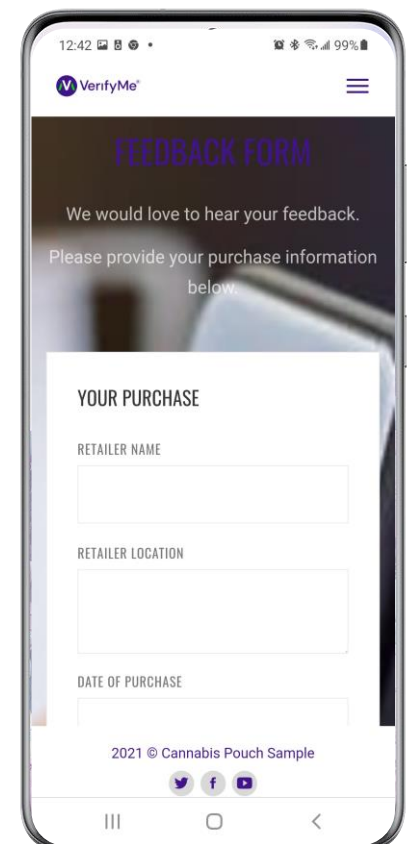 12:42
99%
VerifyMe®
FEEDBACK FORM
We would love to hear your feedback.
Please provide your purchase information
below.
YOUR PURCHASE
RETAILER NAME
RETAILER LOCATION
DATE OF PURCHASE
2021 © Cannabis Pouch Sample